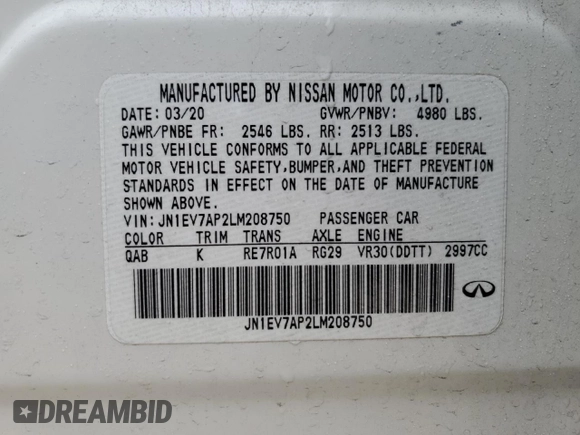 MANUFACTURED BY NISSAN MOTOR CO.,LTD.
DATE: 03/20 GVWR/PNBV: 4980 LBS.
GAWR/PNBE FR: 2546 LBS. RR: 2513 LBS.
THIS VEHICLE CONFORMS TO ALL APPLICABLE FEDERAL
MOTOR VEHICLE SAFETY,BUMPER,AND THEFT PREVENTION
STANDARDS IN EFFECT ON THE DATE OF MANUFACTURE
SHOWN ABOVE.
VIN: JN1EV7AP2LM208750 PASSENGER CAR
COLOR TRIM TRANS AXLE ENGINE
QAB K RE7R01A RG29 VR30(DDTT) 2997CC
JN1EV7AP2LM208750
DREAMBID